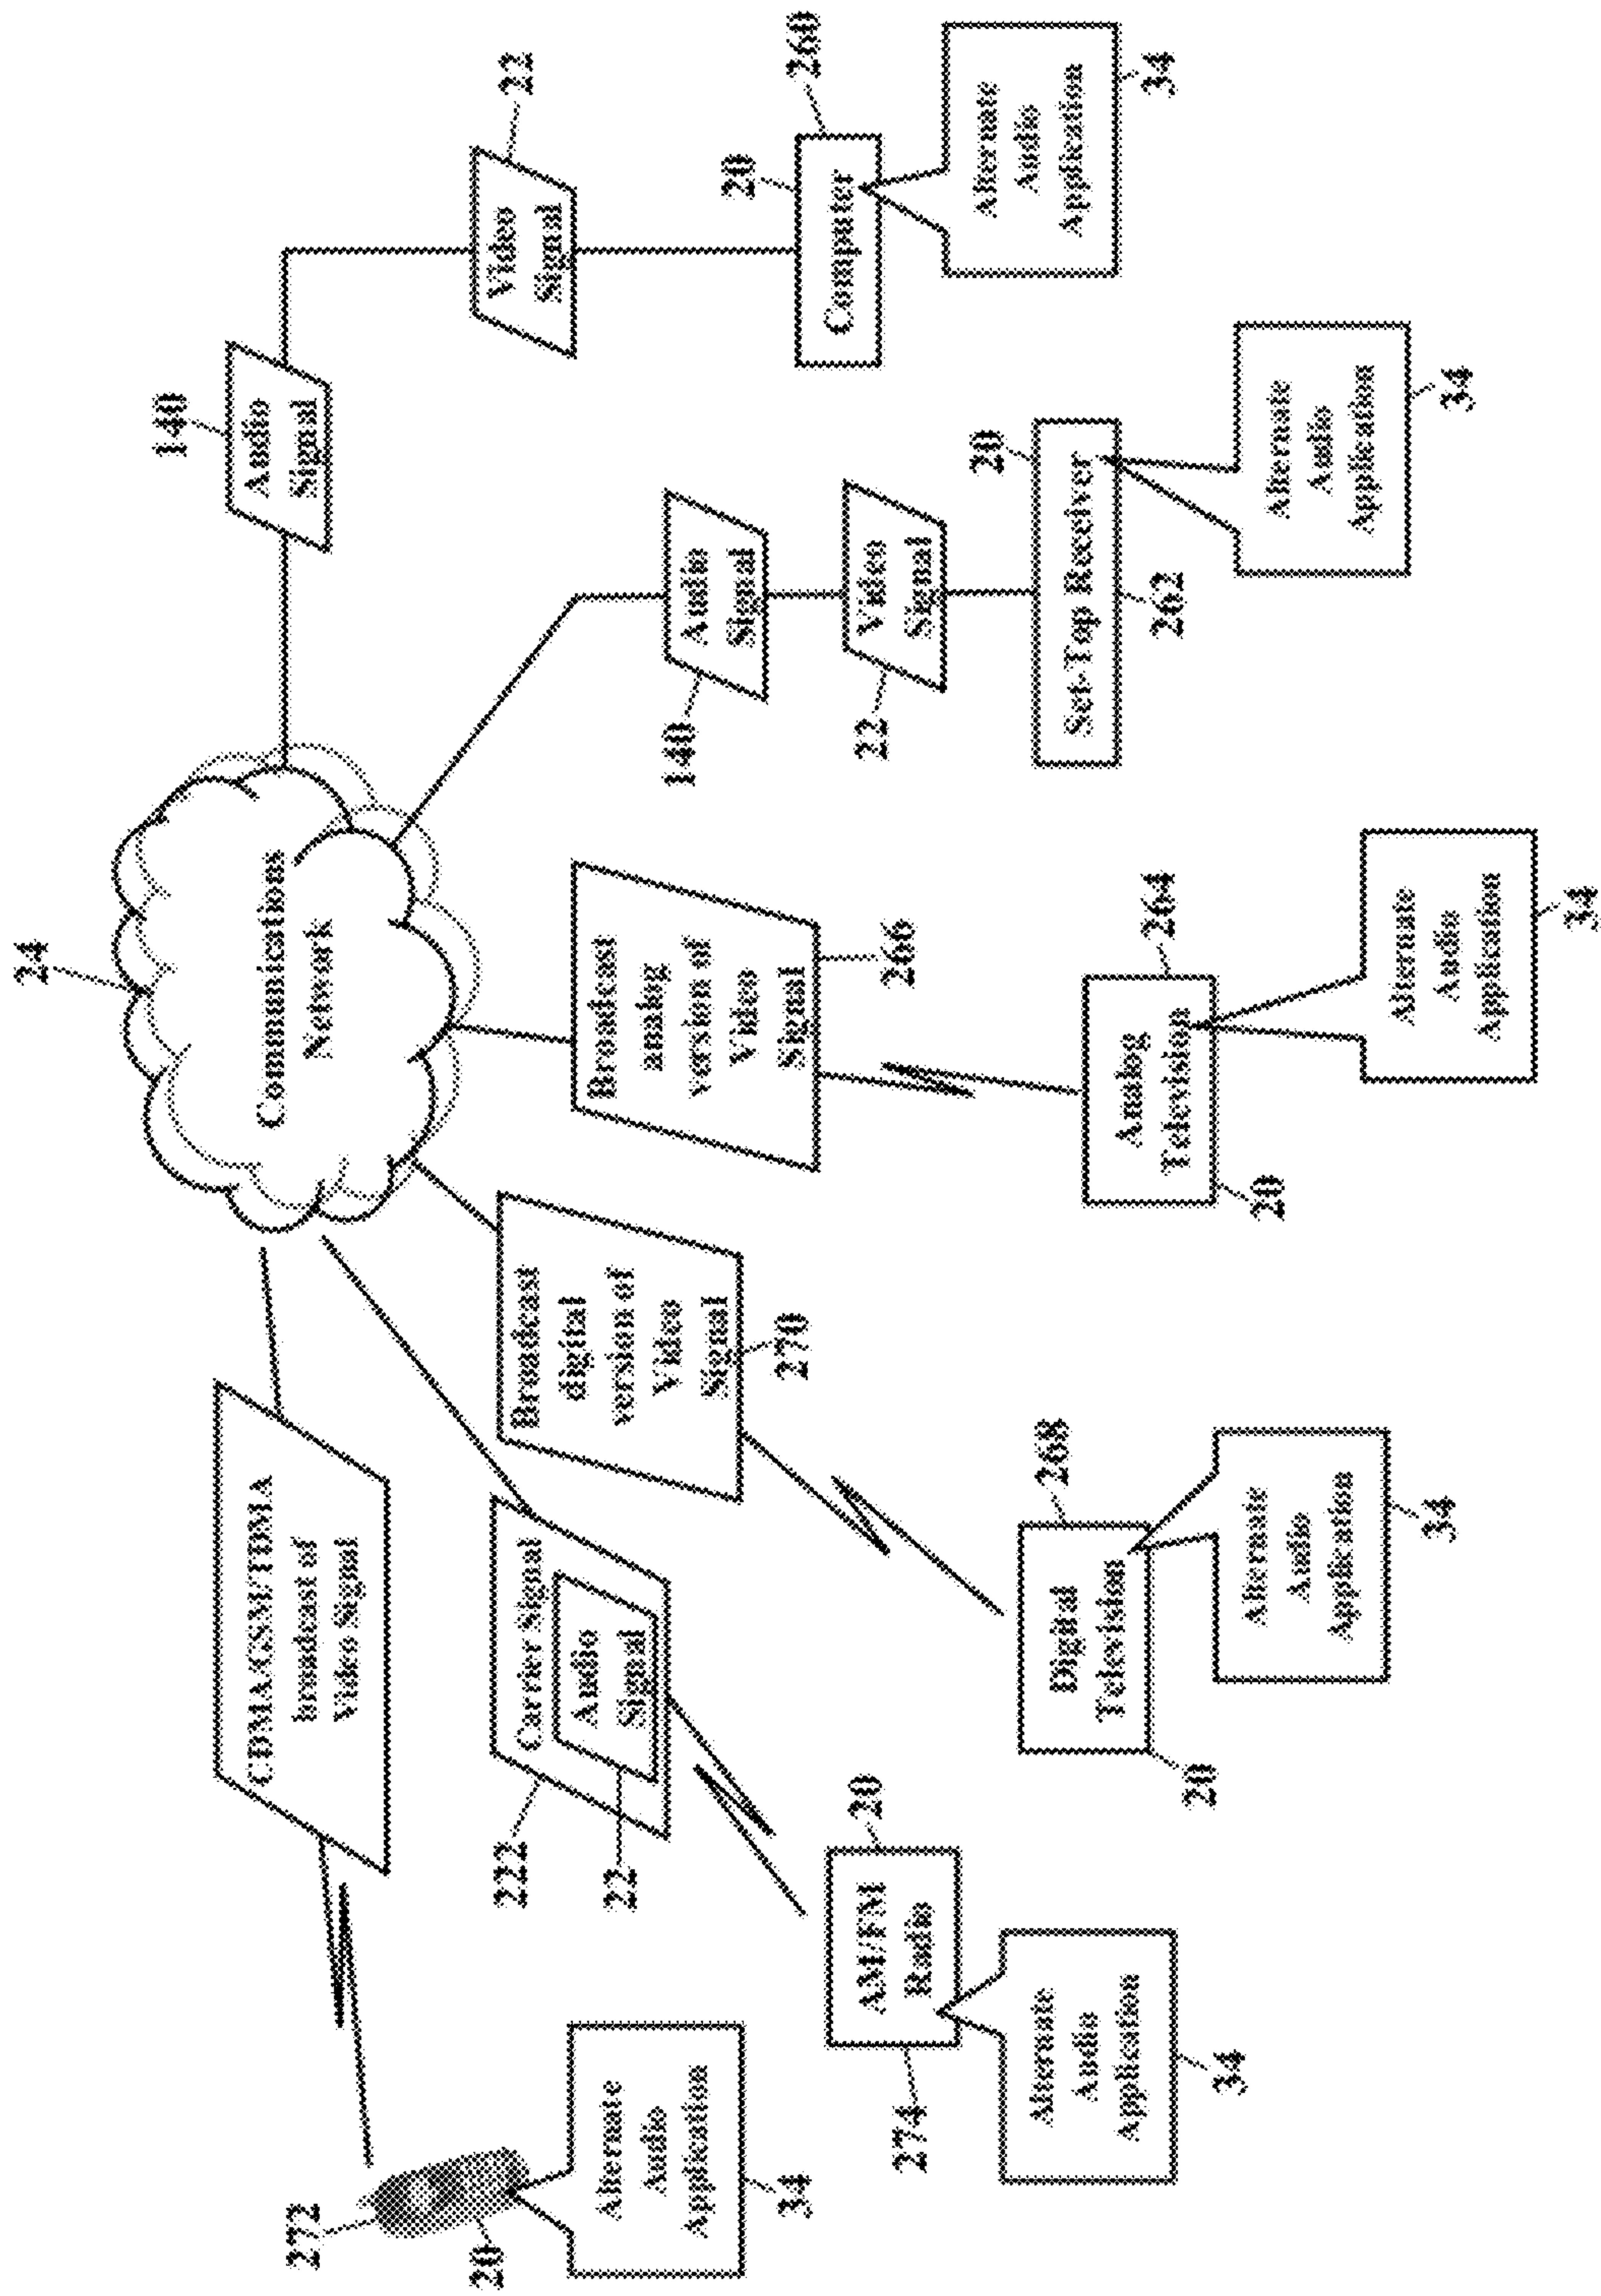 24
Communications
Network
272
20
Alternate
Audio
Application
34
CDMA/GSM/TDMA
broadcast of
Video Signal
222
Carrier Signal
Audio
Signal
22
274
AM/FM
Radio
20
Alternate
Audio
Application
34
Broadcast
digital
version of
Video
Signal
270
Digital
Television
268
20
Alternate
Audio
Application
34
Broadcast
analog
version of
Video
Signal
266
Analog
Television
264
20
Alternate
Audio
Application
34
140
Audio
Signal
22
Video
Signal
20
Set-Top Receiver
262
Alternate
Audio
Application
34
140
Audio
Signal
22
Video
Signal
20
260
Computer
Alternate
Audio
Application
34